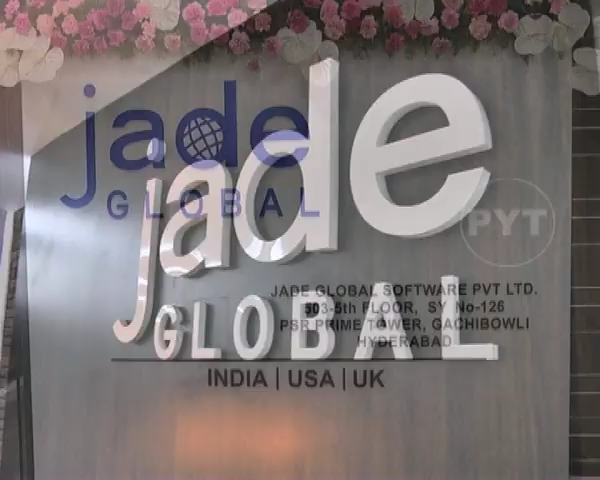 jade
GLOBAL
jade
GLOBAL
PYT
JADE GLOBAL SOFTWARE PVT LTD.
503-5th FLOOR, SY No-126
PSR PRIME TOWER, GACHIBOWLI
HYDERABAD
INDIA | USA | UK